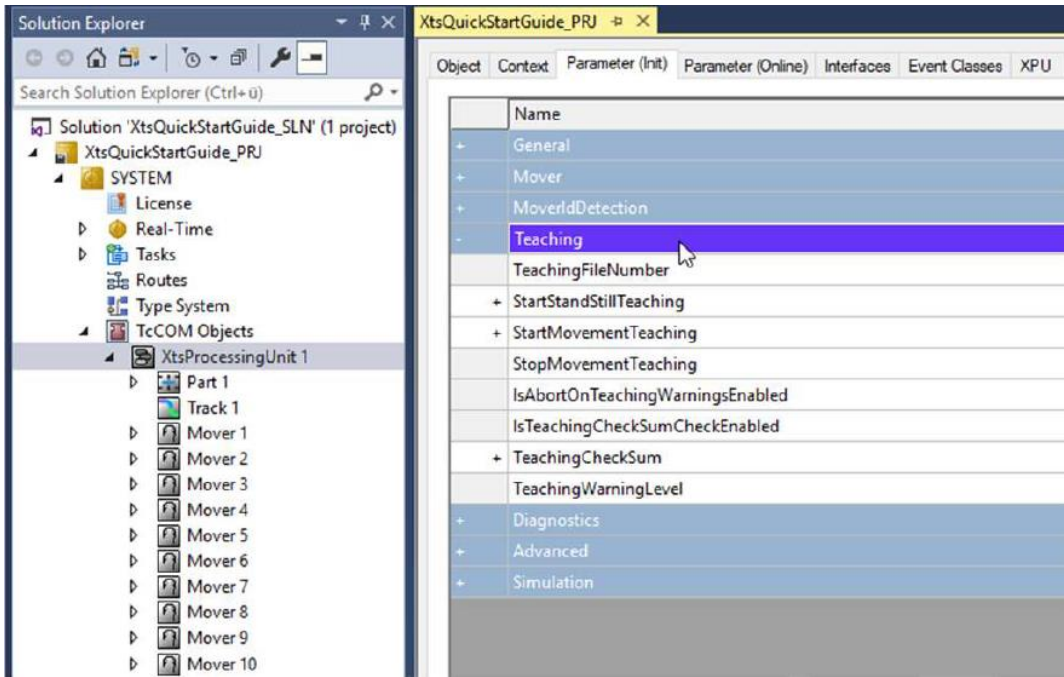 Solution Explorer
Search Solution Explorer (Ctrl+ü)
Solution 'XtsQuickStartGuide_SLN' (1 project)
XtsQuickStartGuide_PRJ
SYSTEM
License
Real-Time
Tasks
Routes
Type System
TcCOM Objects
XtsProcessingUnit 1
Part 1
Track 1
Mover 1
Mover 2
Mover 3
Mover 4
Mover 5
Mover 6
Mover 7
Mover 8
Mover 9
Mover 10
XtsQuickStartGuide_PRJ
Object Context Parameter (Init) Parameter (Online) Interfaces Event Classes XPU
Name
+ General
+ Mover
+ MoverIdDetection
- Teaching
TeachingFileNumber
+ StartStandStillTeaching
+ StartMovementTeaching
StopMovementTeaching
IsAbortOnTeachingWarningsEnabled
IsTeachingCheckSumCheckEnabled
+ TeachingCheckSum
TeachingWarningLevel
+ Diagnostics
+ Advanced
+ Simulation